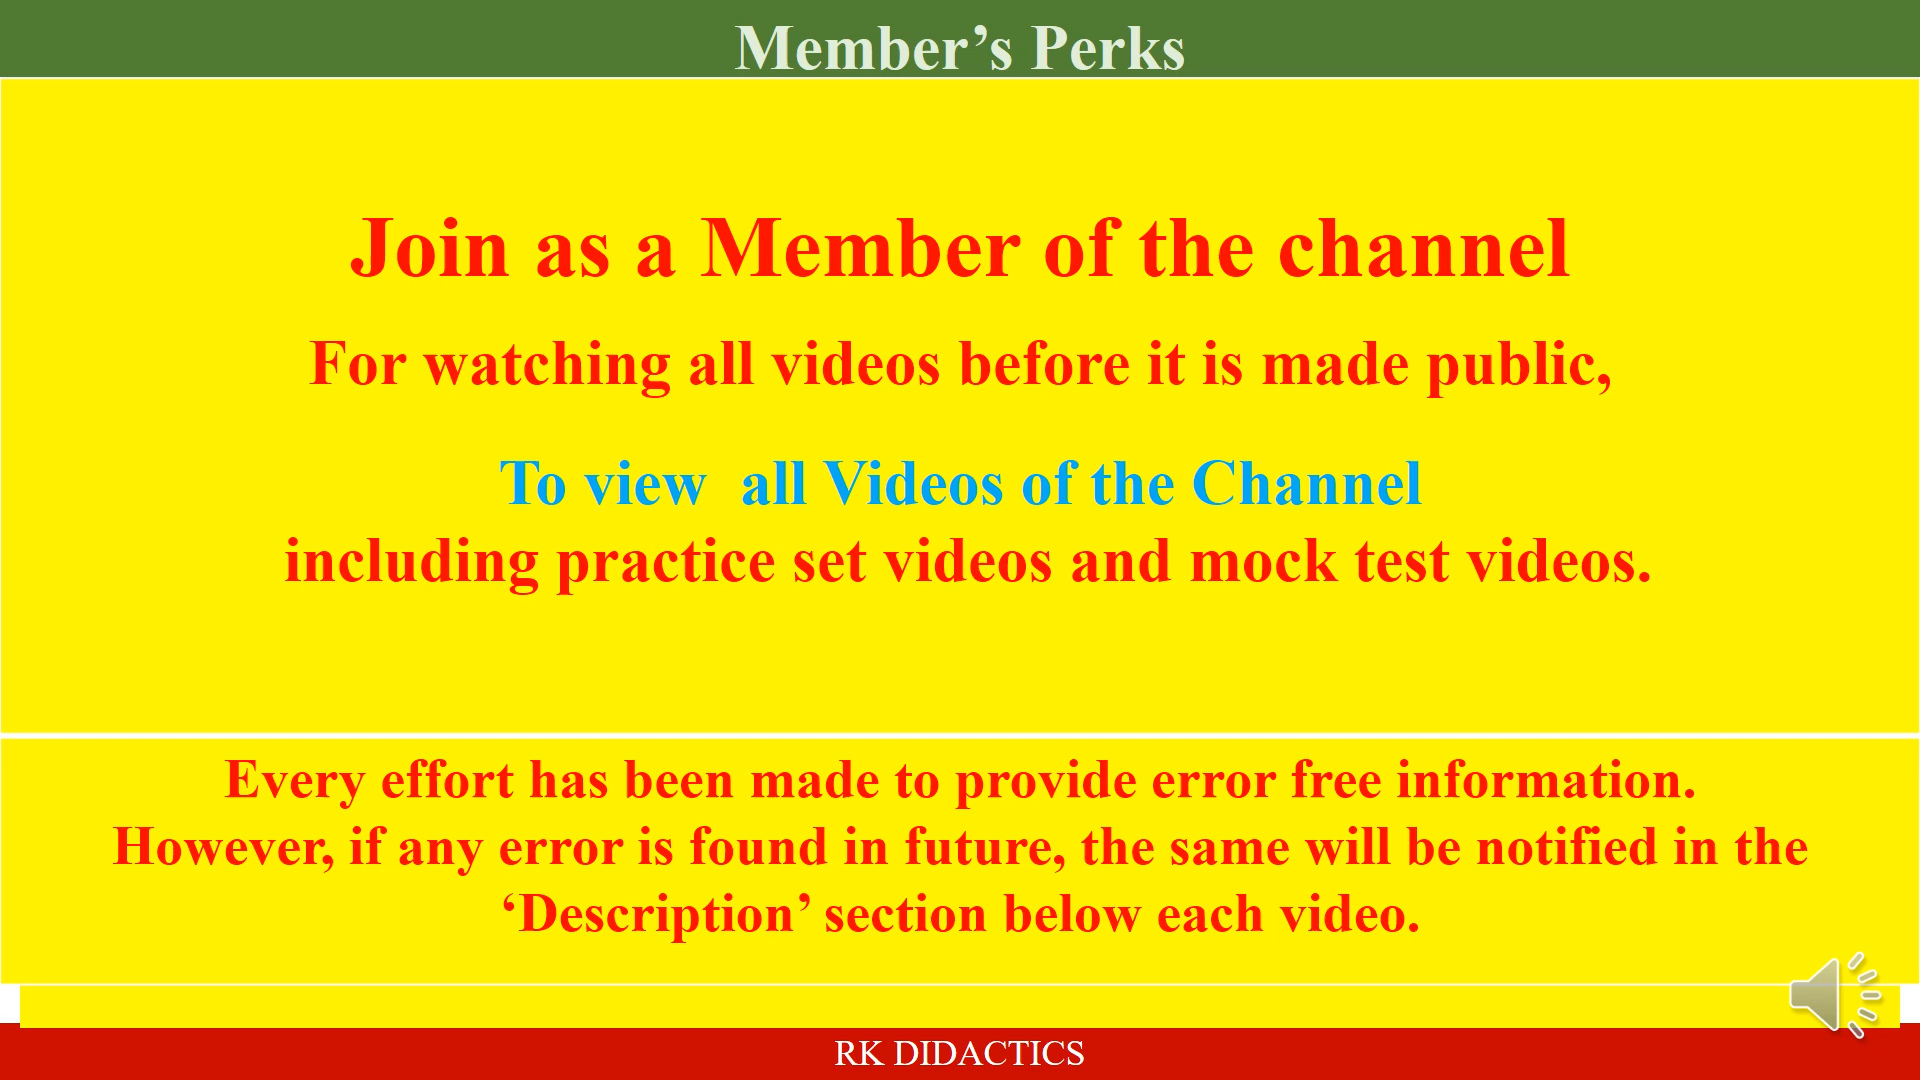 Member’s Perks
Join as a Member of the channel
For watching all videos before it is made public,
To view  all Videos of the Channel
including practice set videos and mock test videos.
Every effort has been made to provide error free information.
However, if any error is found in future, the same will be notified in the
‘Description’ section below each video.
RK DIDACTICS